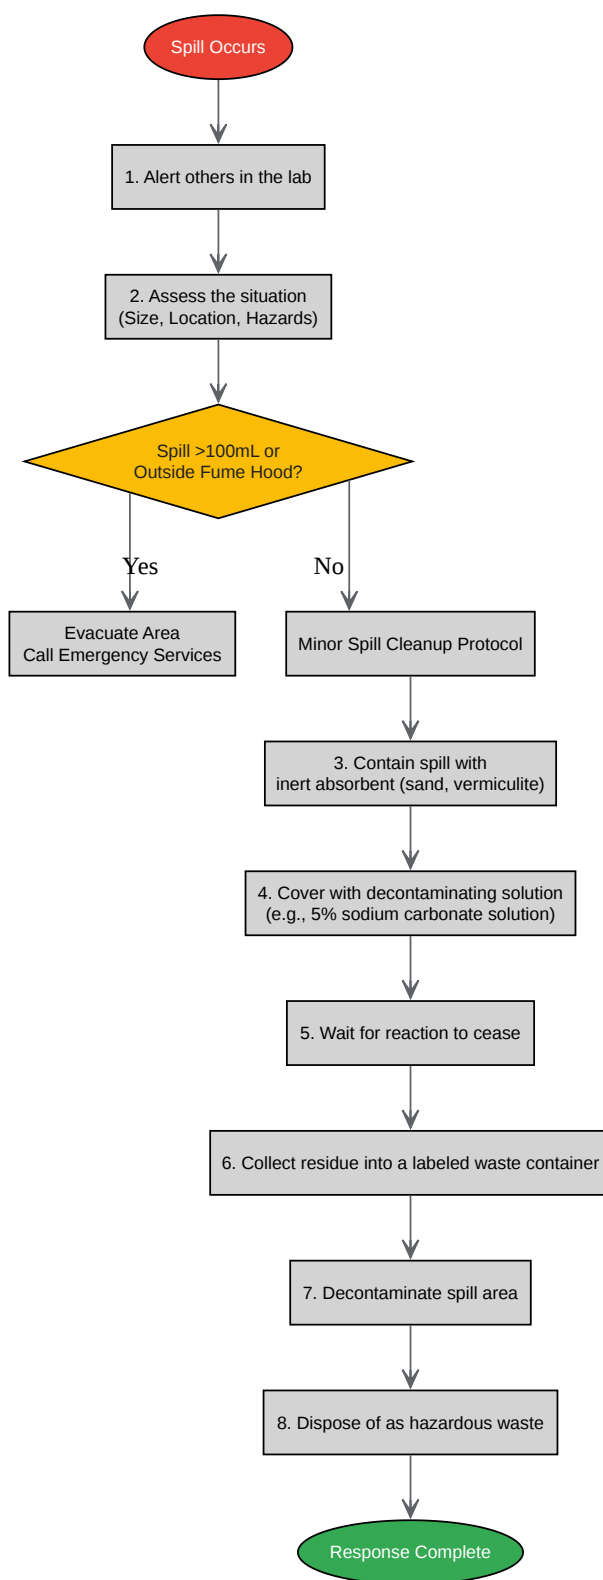 Spill Occurs
1. Alert others in the lab
2. Assess the situation
(Size, Location, Hazards)
Spill >100mL or
Outside Fume Hood?
Yes
No
Evacuate Area
Call Emergency Services
Minor Spill Cleanup Protocol
3. Contain spill with
inert absorbent (sand, vermiculite)
4. Cover with decontaminating solution
(e.g., 5% sodium carbonate solution)
5. Wait for reaction to cease
6. Collect residue into a labeled waste container
7. Decontaminate spill area
8. Dispose of as hazardous waste
Response Complete